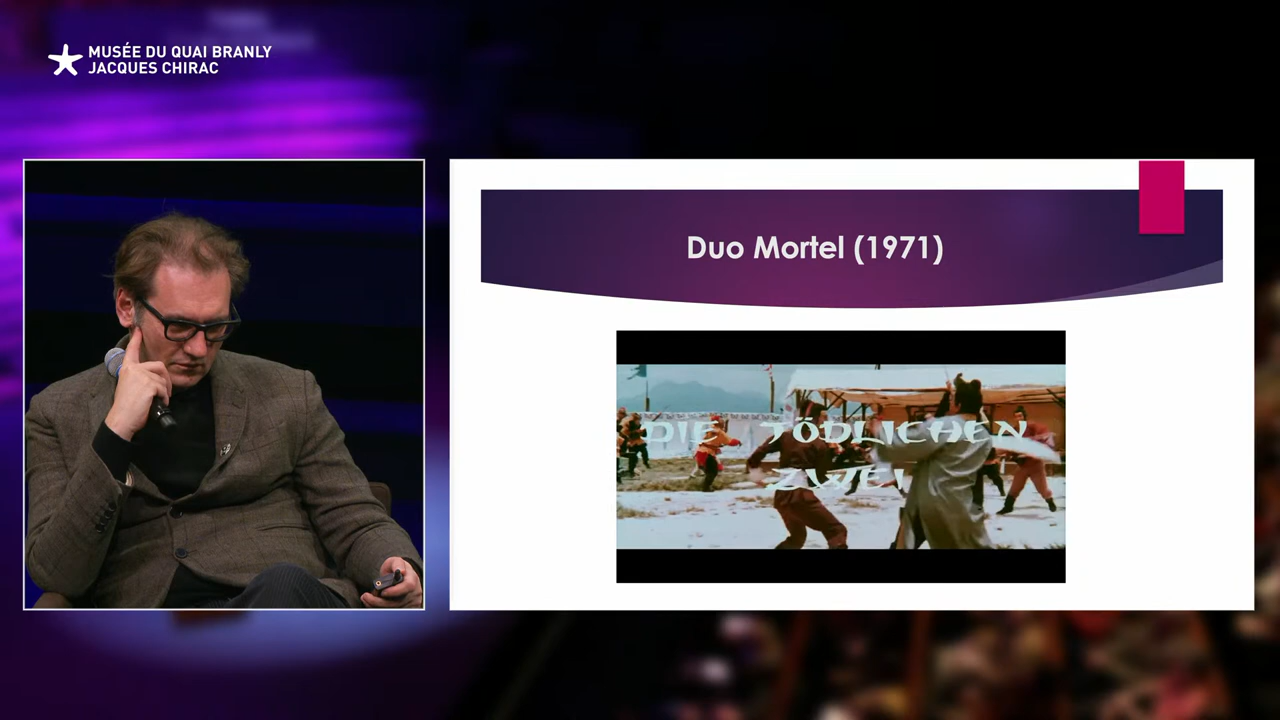 MUSÉE DU QUAI BRANLY
JACQUES CHIRAC
Duo Mortel (1971)
DIE TÖDLICHEN
ZWEI